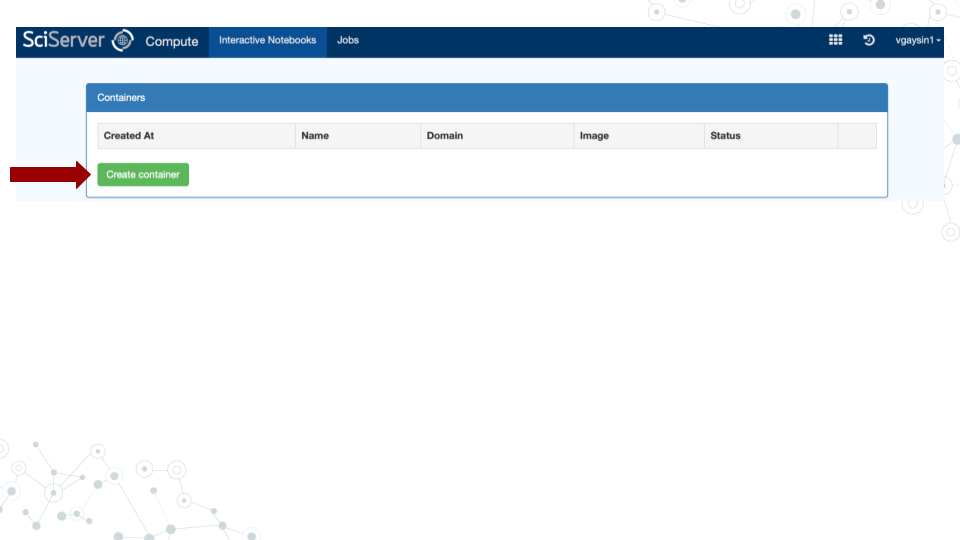 SciServer Compute Interactive Notebooks Jobs vgaysin1
Containers
Created At Name Domain Image Status
Create container